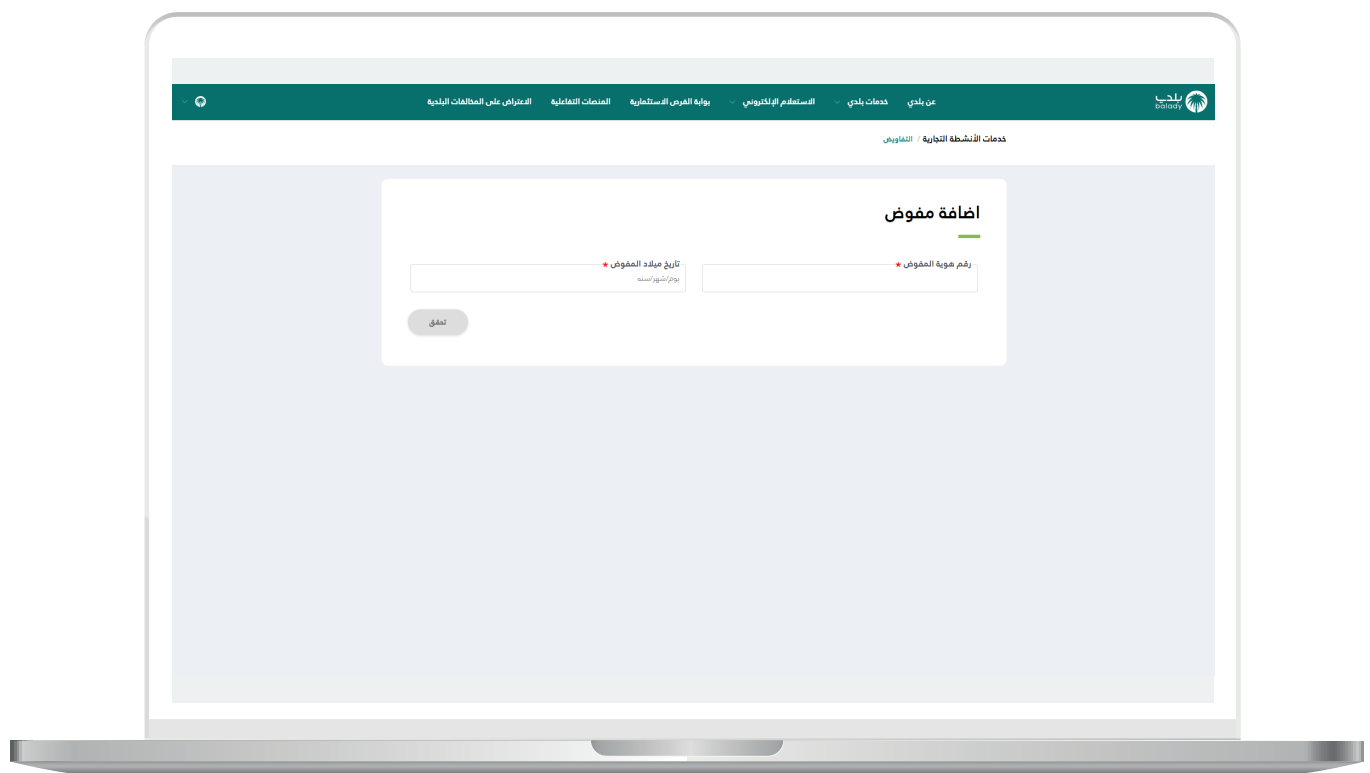 بلدي
balady
عن بلدي خدمات بلدي الاستعلام الإلكتروني بوابة الفرص الاستثمارية المنصات التفاعلية الاعتراض على المخالفات البلدية
خدمات الأنشطة التجارية / التفاويض
اضافة مفوض
رقم هوية المفوض * تاريخ ميلاد المفوض *
يوم/شهر/سنه
تحقق